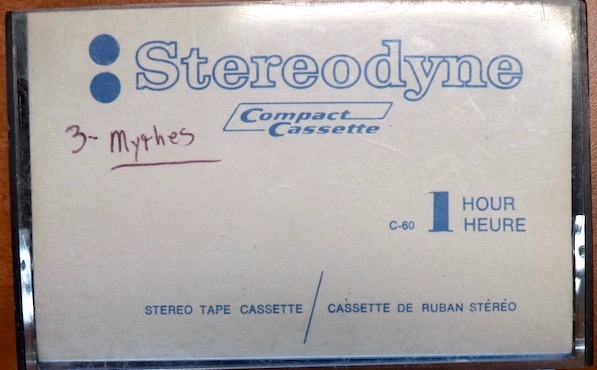 Stereodyne
Compact
Cassette
3- Mythes
C-60 1 HOUR
HEURE
STEREO TAPE CASSETTE / CASSETTE DE RUBAN STÉRÉO